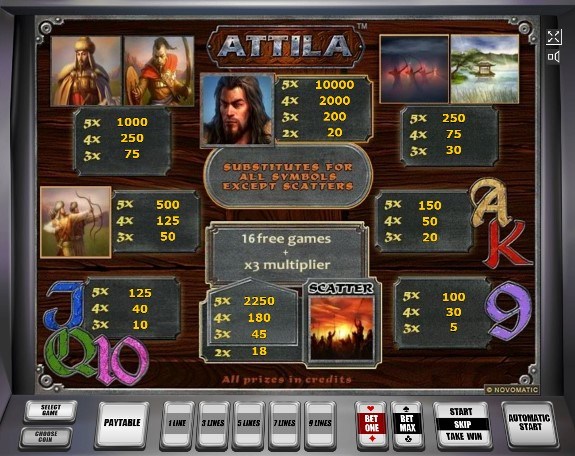 ATTILA™
5x 1000
4x 250
3x 75
5x 10000
4x 2000
3x 200
2x 20
5x 250
4x 75
3x 30
SUBSTITUTES FOR
ALL SYMBOLS
EXCEPT SCATTERS
5x 500
4x 125
3x 50
16 free games
+
x3 multiplier
5x 150
4x 50
3x 20
A
K
J
Q
10
5x 125
4x 40
3x 10
5x 2250
4x 180
3x 45
2x 18
SCATTER
5x 100
4x 30
3x 5
9
All prizes in credits
© NOVOMATIC
SELECT
GAME
CHOOSE
COIN
PAYTABLE
1 LINE
3 LINES
5 LINES
7 LINES
9 LINES
BET
ONE
BET
MAX
START
SKIP
TAKE WIN
AUTOMATIC
START